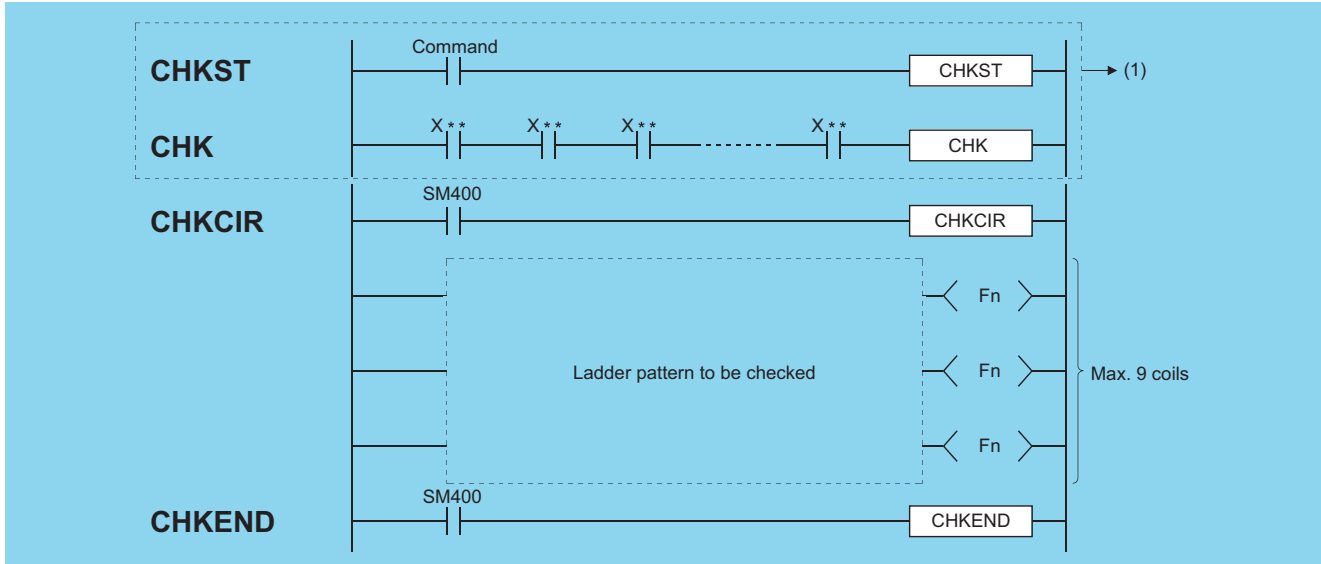 Command
CHKST CHKST (1)
X** X** X** X**
CHK CHK
SM400
CHKCIR CHKCIR
Fn
Ladder pattern to be checked Fn Max. 9 coils
Fn
SM400
CHKEND CHKEND